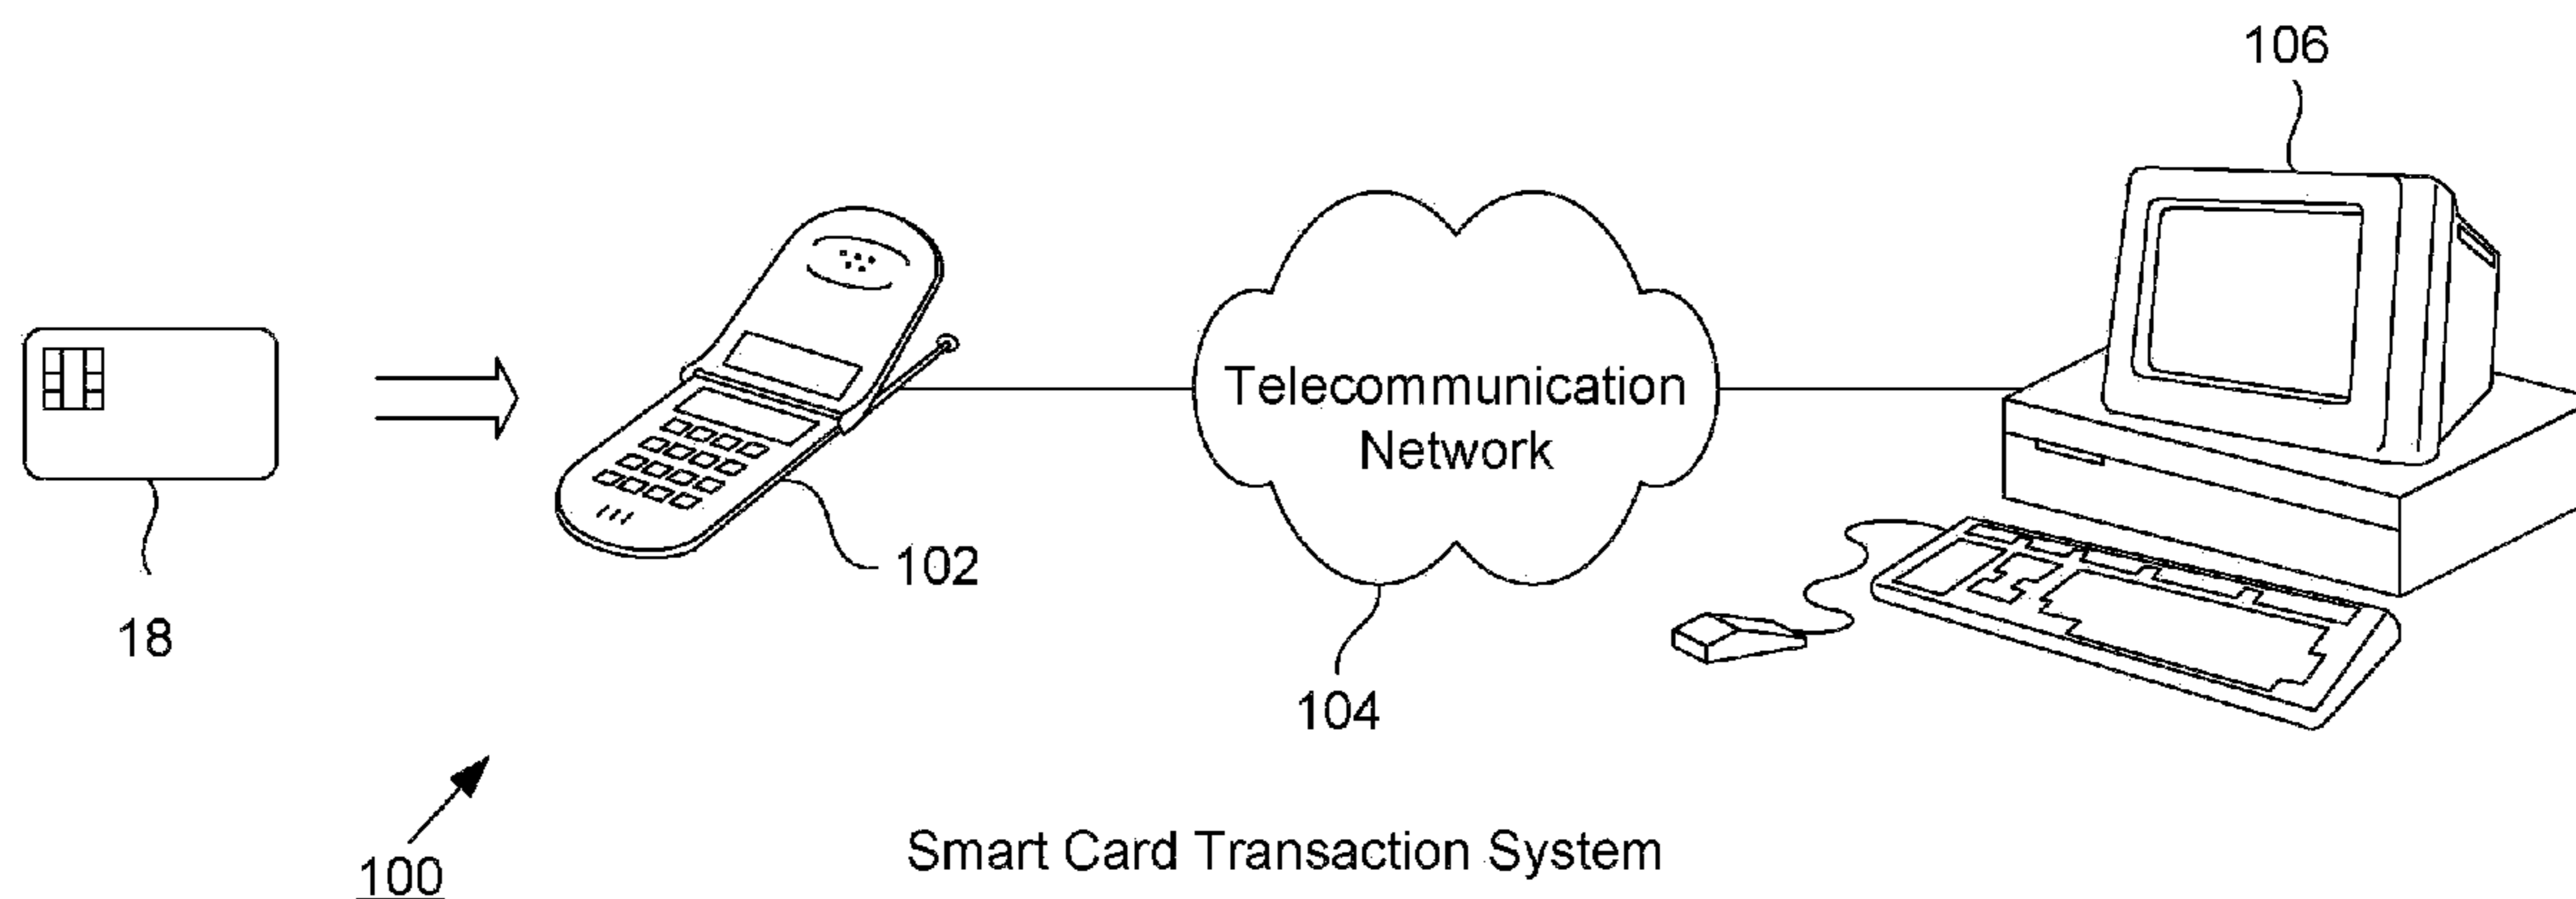 106
Telecommunication
Network
102
18
104
Smart Card Transaction System
100